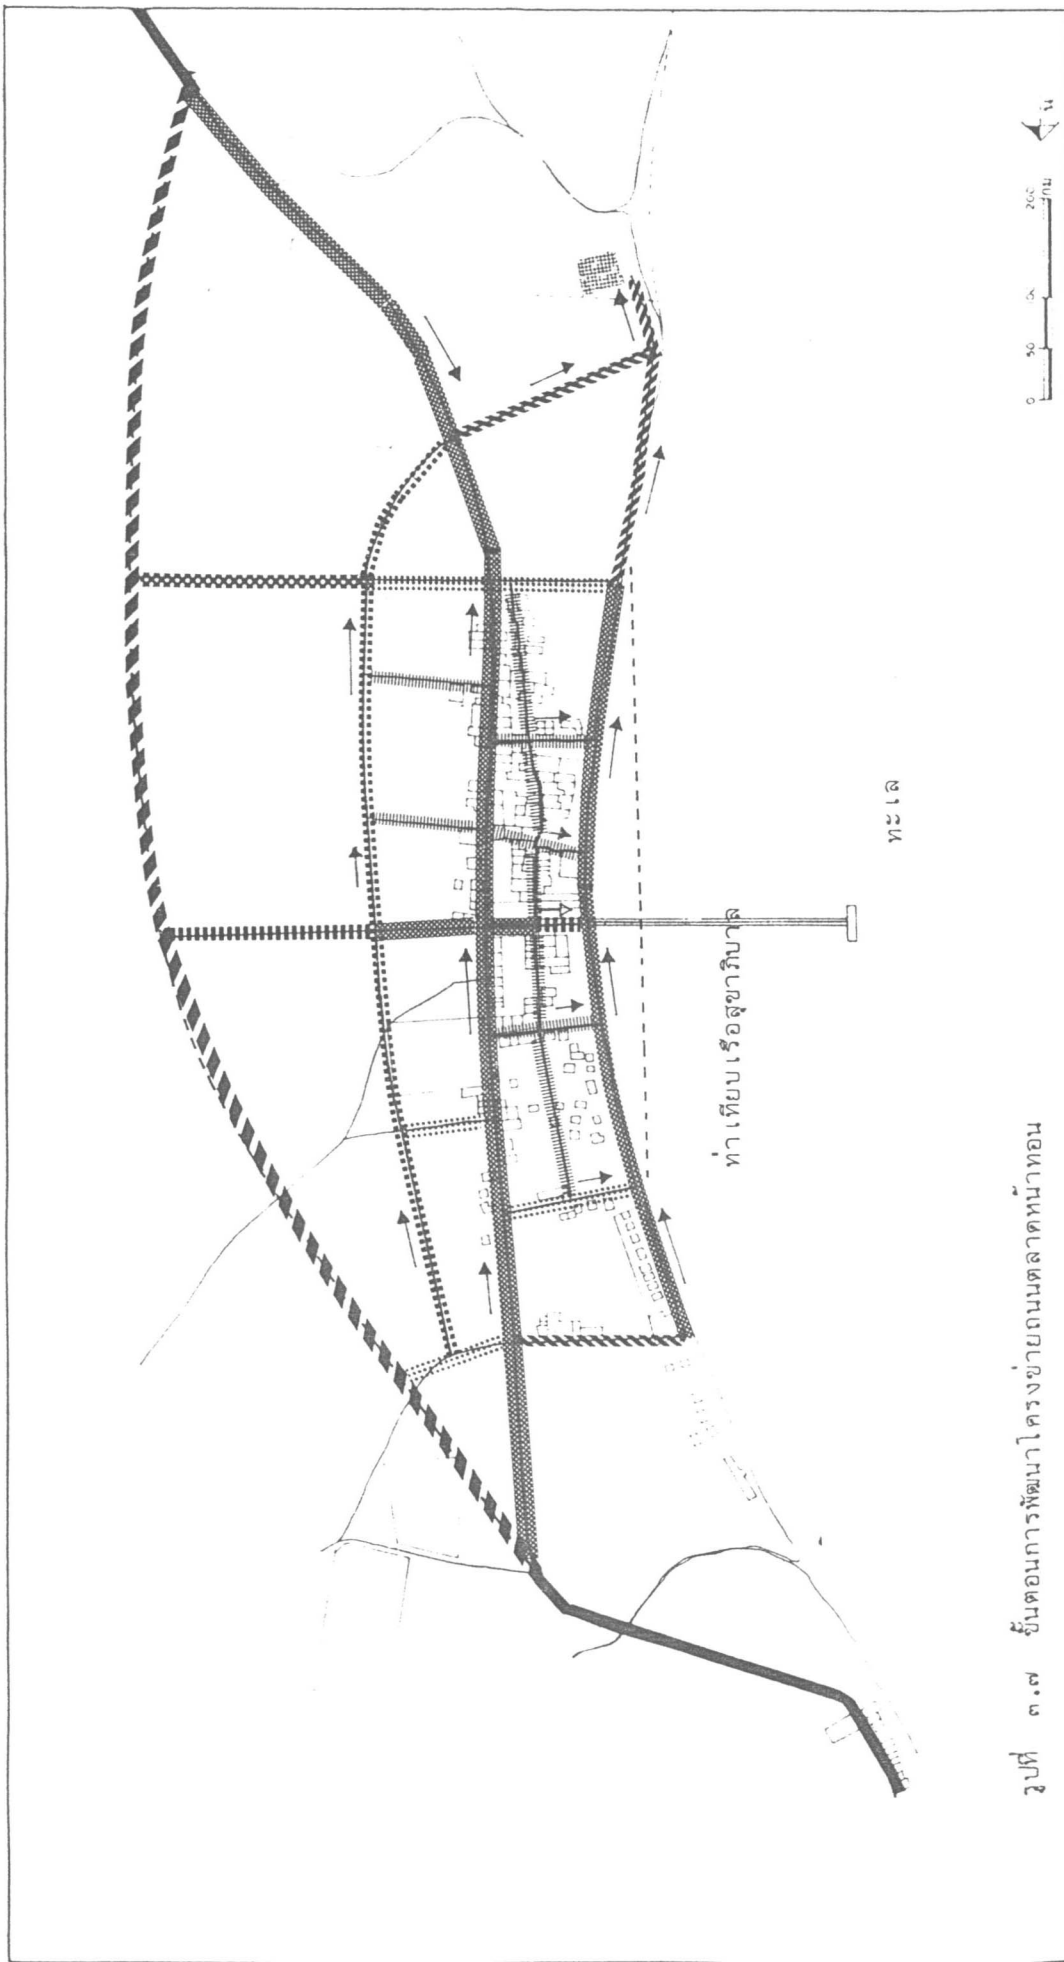 น
0 50 200
ทะเล
ท่าเทียบเรือสุขาภิบาล
รูปที่ ๓.๓ ขั้นตอนการพัฒนาโครงข่ายถนนตลาดหน้าทอน